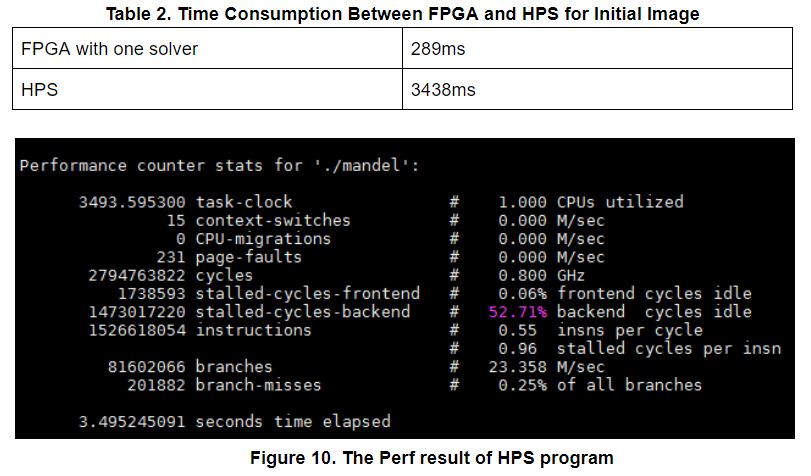 Table 2. Time Consumption Between FPGA and HPS for Initial Image
FPGA with one solver 289ms
HPS 3438ms
Performance counter stats for './mandel':
3493.595300 task-clock # 1.000 CPUs utilized
15 context-switches # 0.000 M/sec
0 CPU-migrations # 0.000 M/sec
231 page-faults # 0.000 M/sec
2794763822 cycles # 0.800 GHz
1738593 stalled-cycles-frontend # 0.06% frontend cycles idle
1473017220 stalled-cycles-backend # 52.71% backend cycles idle
1526618054 instructions # 0.55 insns per cycle
# 0.96 stalled cycles per insn
81602066 branches # 23.358 M/sec
201882 branch-misses # 0.25% of all branches
3.495245091 seconds time elapsed
Figure 10. The Perf result of HPS program